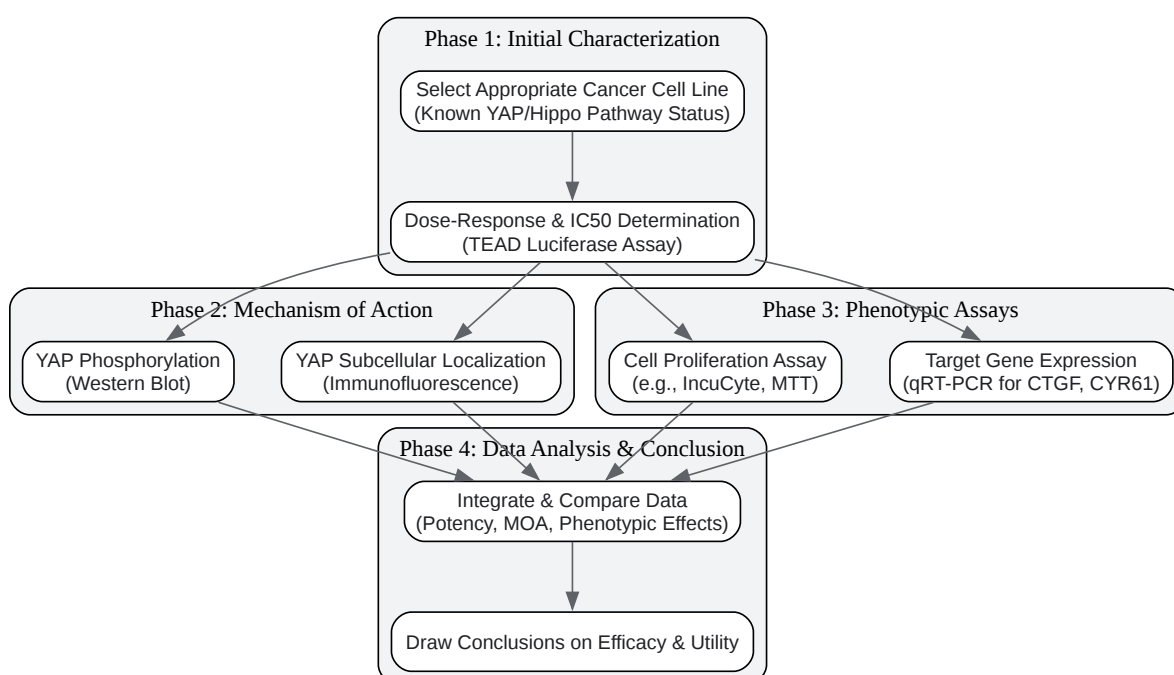 Phase 1: Initial Characterization
Select Appropriate Cancer Cell Line
(Known YAP/Hippo Pathway Status)
Dose-Response & IC50 Determination
(TEAD Luciferase Assay)
Phase 2: Mechanism of Action
YAP Phosphorylation
(Western Blot)
YAP Subcellular Localization
(Immunofluorescence)
Phase 3: Phenotypic Assays
Cell Proliferation Assay
(e.g., IncuCyte, MTT)
Target Gene Expression
(qRT-PCR for CTGF, CYR61)
Phase 4: Data Analysis & Conclusion
Integrate & Compare Data
(Potency, MOA, Phenotypic Effects)
Draw Conclusions on Efficacy & Utility